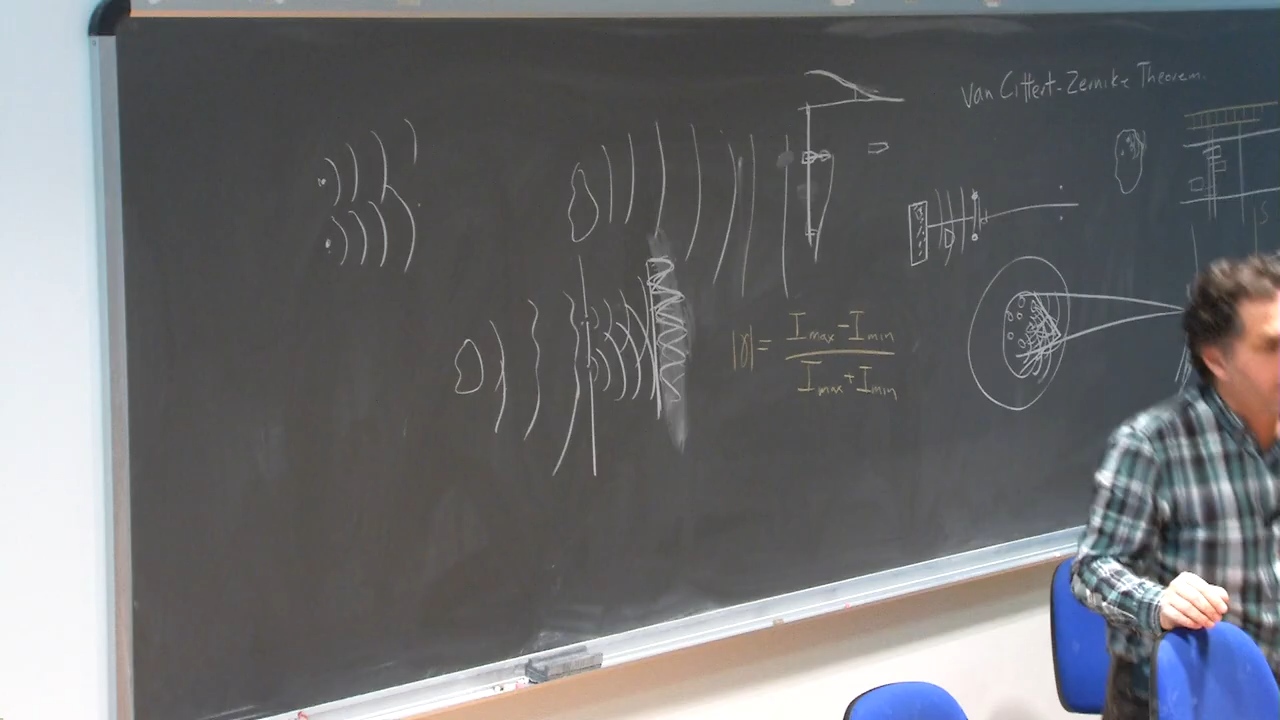 Van Cittert-Zernike Theorem.
|γ| = (I_max - I_min) / (I_max + I_min)